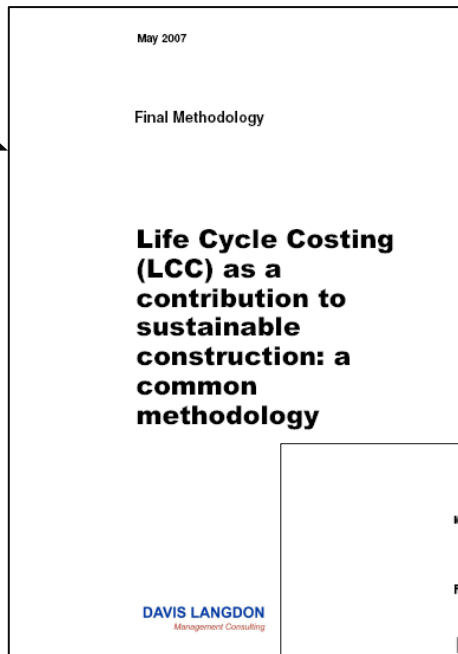 May 2007
Final Methodology
Life Cycle Costing
(LCC) as a
contribution to
sustainable
construction: a
common
methodology
DAVIS LANGDON
Management Consulting